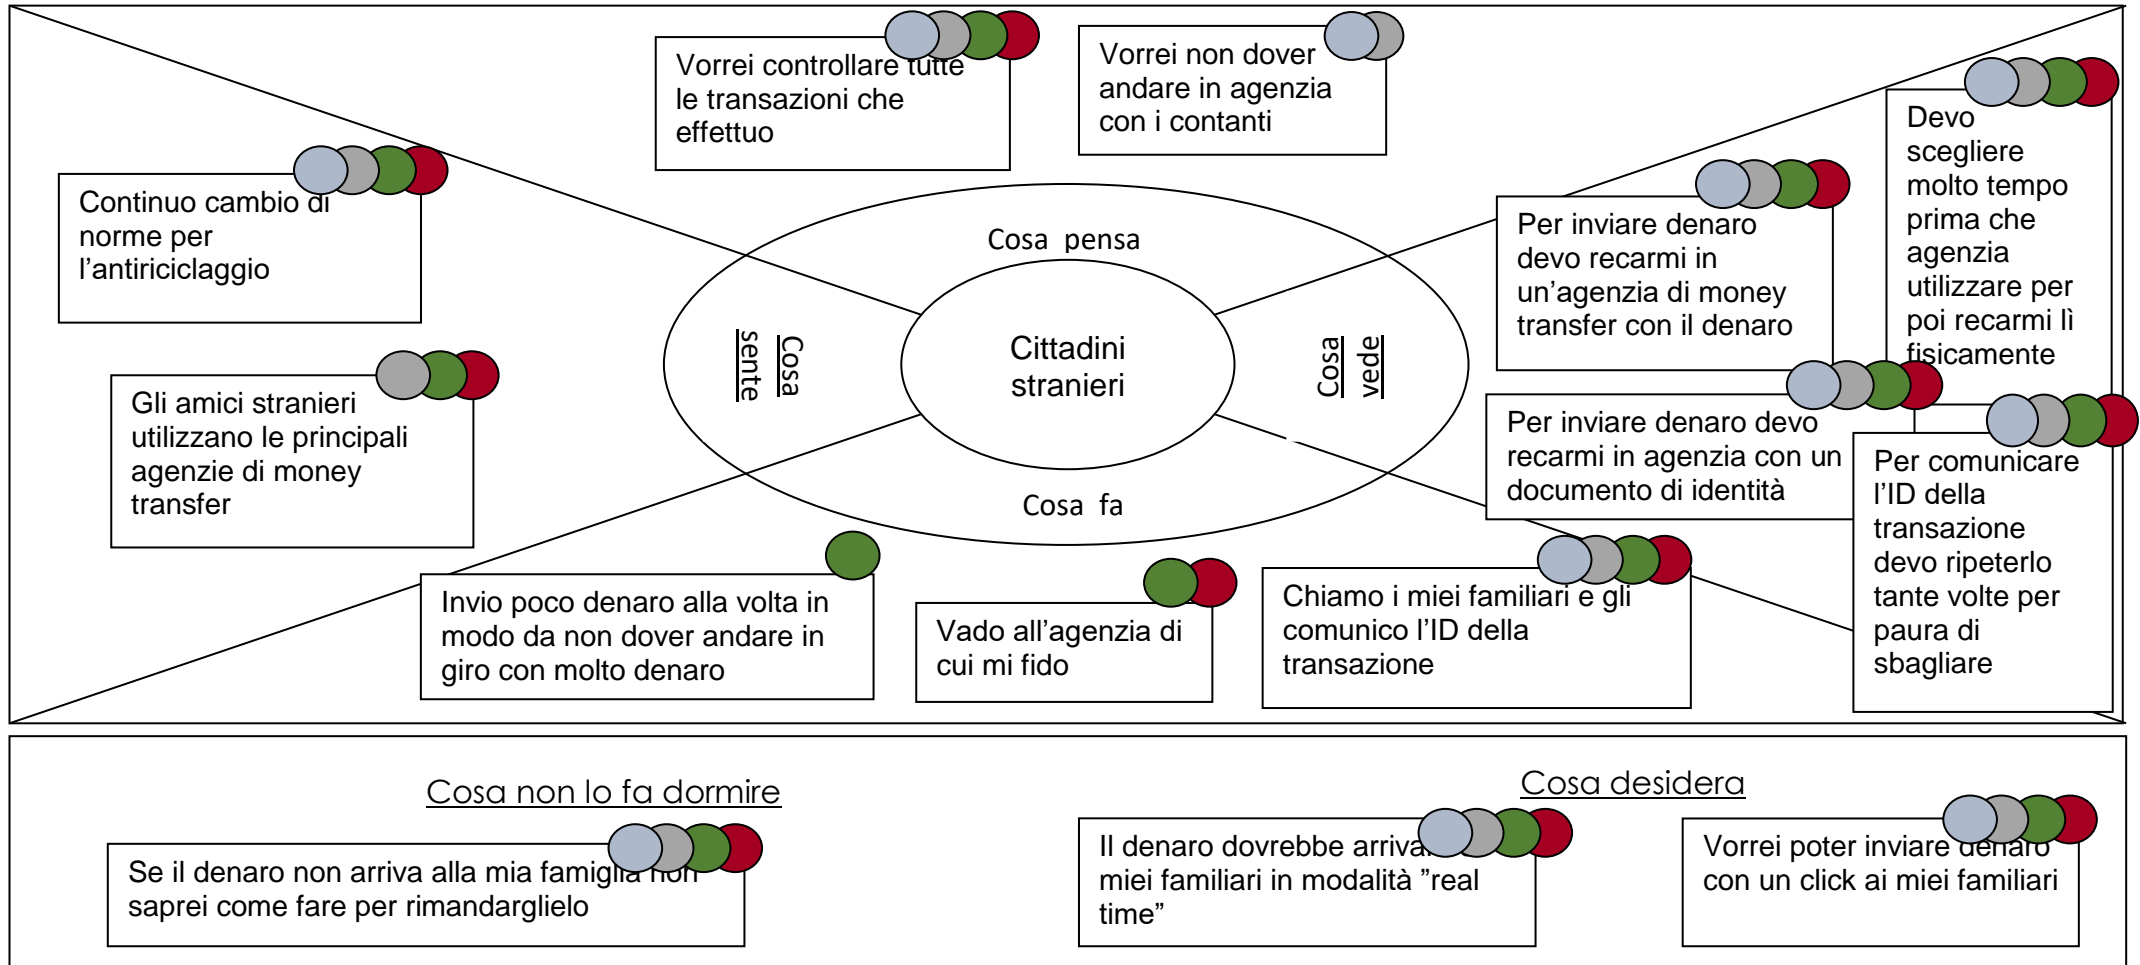 Vorrei controllare tutte
le transazioni che
effettuo
Vorrei non dover
andare in agenzia
con i contanti
Continuo cambio di
norme per
l’antiriciclaggio
Gli amici stranieri
utilizzano le principali
agenzie di money
transfer
Cosa pensa
Cosa
sente
Cittadini
stranieri
Cosa
vede
Cosa fa
Per inviare denaro
devo recarmi in
un’agenzia di money
transfer con il denaro
Devo
scegliere
molto tempo
prima che
agenzia
utilizzare per
poi recarmi lì
fisicamente
Per inviare denaro devo
recarmi in agenzia con un
documento di identità
Per comunicare
l’ID della
transazione
devo ripeterlo
tante volte per
paura di
sbagliare
Invio poco denaro alla volta in
modo da non dover andare in
giro con molto denaro
Vado all’agenzia di
cui mi fido
Chiamo i miei familiari e gli
comunico l’ID della
transazione
Cosa non lo fa dormire
Se il denaro non arriva alla mia famiglia non
saprei come fare per rimandarglielo
Cosa desidera
Il denaro dovrebbe
miei familiari in modalità ”real
time”
Vorrei poter inviare denaro
con un click ai miei familiari